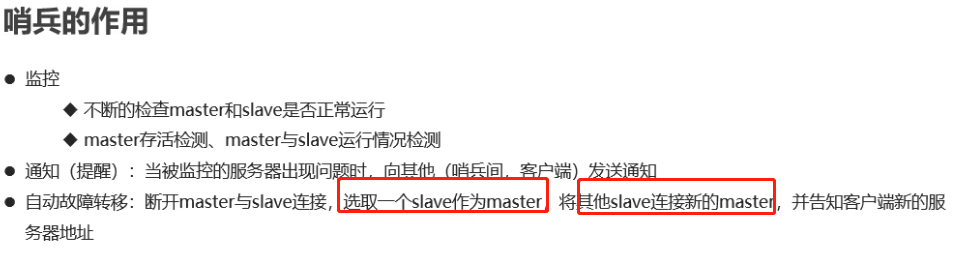 哨兵的作用
● 监控
◆ 不断的检查master和slave是否正常运行
◆ master存活检测、master与slave运行情况检测
● 通知（提醒）：当被监控的服务器出现问题时，向其他（哨兵间，客户端）发送通知
● 自动故障转移：断开master与slave连接，选取一个slave作为master，将其他slave连接新的master，并告知客户端新的服
务器地址